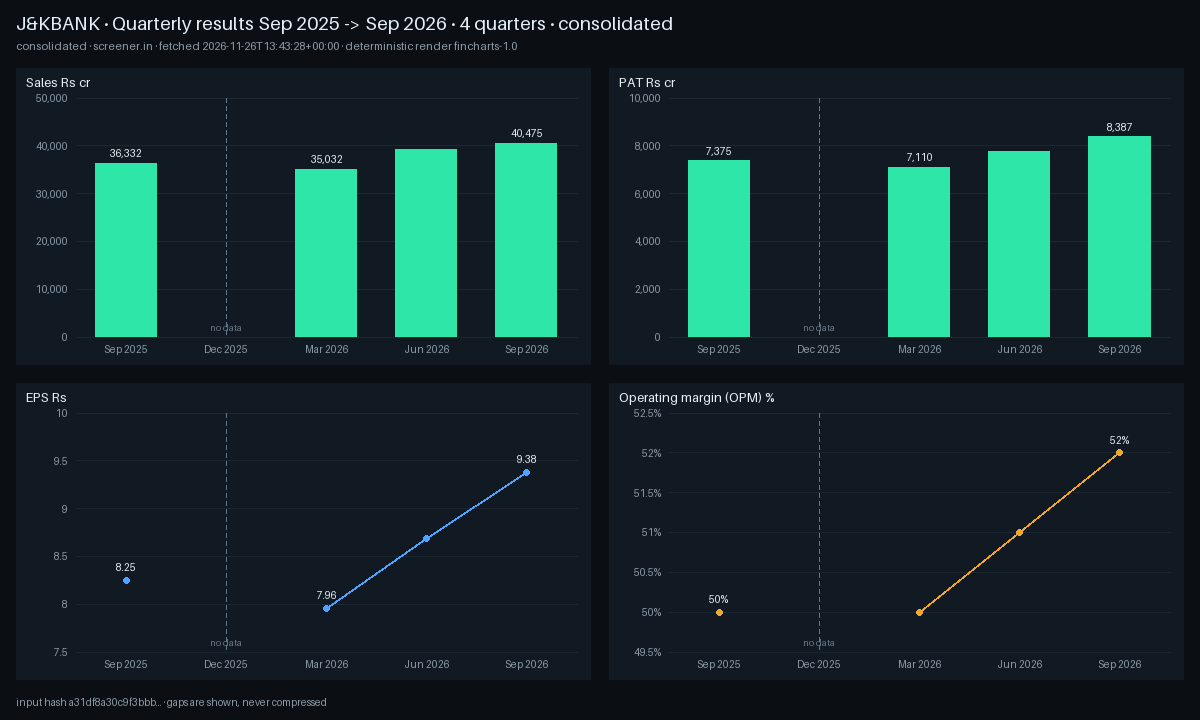 J&KBANK · Quarterly results Sep 2025 -> Sep 2026 · 4 quarters · consolidated
consolidated · screener.in · fetched 2026-11-26T13:43:28+00:00 · deterministic render fincharts-1.0
Sales Rs cr
50,000
40,000
30,000
20,000
10,000
0
36,332
35,032
40,475
no data
Sep 2025
Dec 2025
Mar 2026
Jun 2026
Sep 2026
PAT Rs cr
10,000
8,000
6,000
4,000
2,000
0
7,375
7,110
8,387
no data
Sep 2025
Dec 2025
Mar 2026
Jun 2026
Sep 2026
EPS Rs
10
9.5
9
8.5
8
7.5
8.25
7.96
9.38
no data
Sep 2025
Dec 2025
Mar 2026
Jun 2026
Sep 2026
Operating margin (OPM) %
52.5%
52%
51.5%
51%
50.5%
50%
49.5%
50%
52%
no data
Sep 2025
Dec 2025
Mar 2026
Jun 2026
Sep 2026
input hash a31df8a30c9f3bbb… · gaps are shown, never compressed